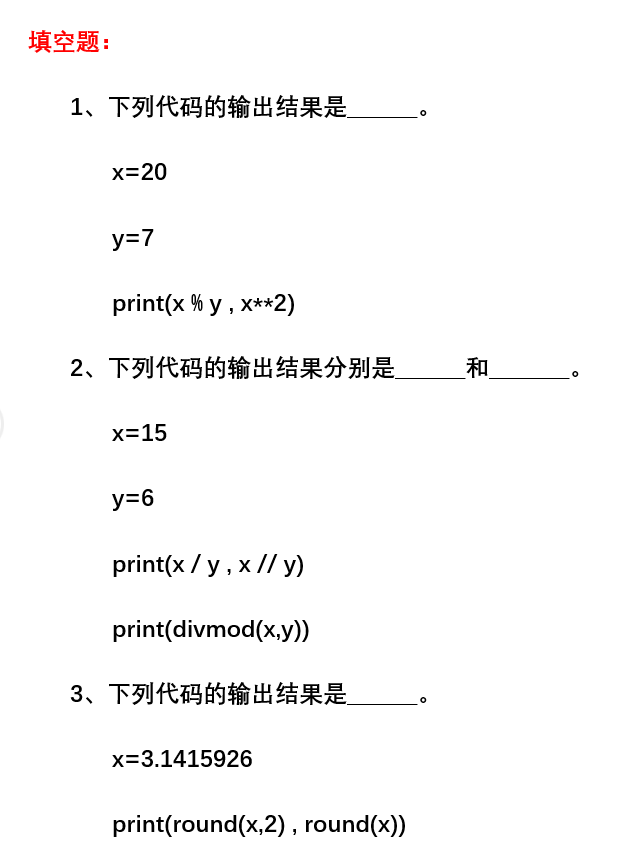 填空题：
1、下列代码的输出结果是______。
x=20
y=7
print(x % y , x**2)
2、下列代码的输出结果分别是______和_______。
x=15
y=6
print(x / y , x // y)
print(divmod(x,y))
3、下列代码的输出结果是______。
x=3.1415926
print(round(x,2) , round(x))